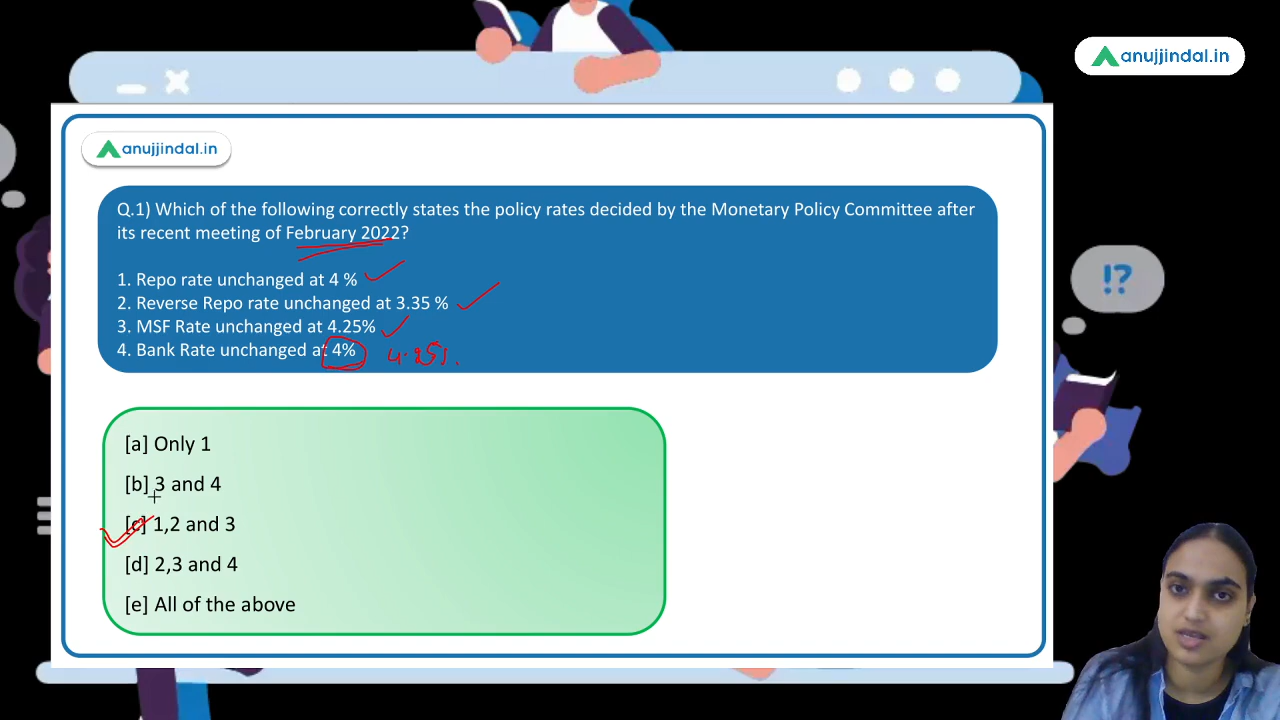 anujjindal.in
!?
anujjindal.in
Q.1) Which of the following correctly states the policy rates decided by the Monetary Policy Committee after
its recent meeting of February 2022?
1. Repo rate unchanged at 4 %
2. Reverse Repo rate unchanged at 3.35 %
3. MSF Rate unchanged at 4.25%
4. Bank Rate unchanged at 4% 4.25%.
[a] Only 1
[b] 3 and 4
[c] 1,2 and 3
[d] 2,3 and 4
[e] All of the above